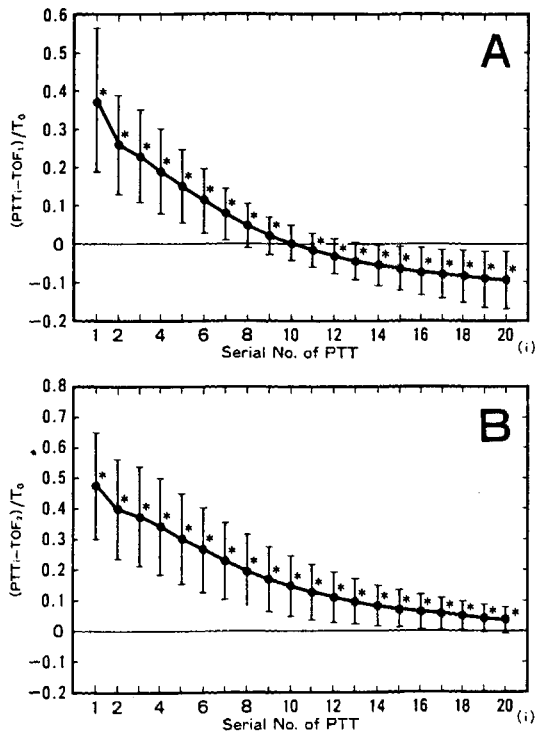 0.6
A
0.5
0.4
0.3
0.2
0.1
0
−0.1
−0.2
(PTTi−TOF₁)/T₀
* * * * * * * * * * * * * * * * * * *
1 2 4 6 8 10 12 14 16 18 20
Serial No. of PTT
(i)
0.8
B
0.7
0.6
0.5
0.4
0.3
0.2
0.1
0
−0.1
−0.2
(PTTi−TOF₂)/T₀
* * * * * * * * * * * * * * * * * * * *
1 2 4 6 8 10 12 14 16 18 20
Serial No. of PTT
(i)